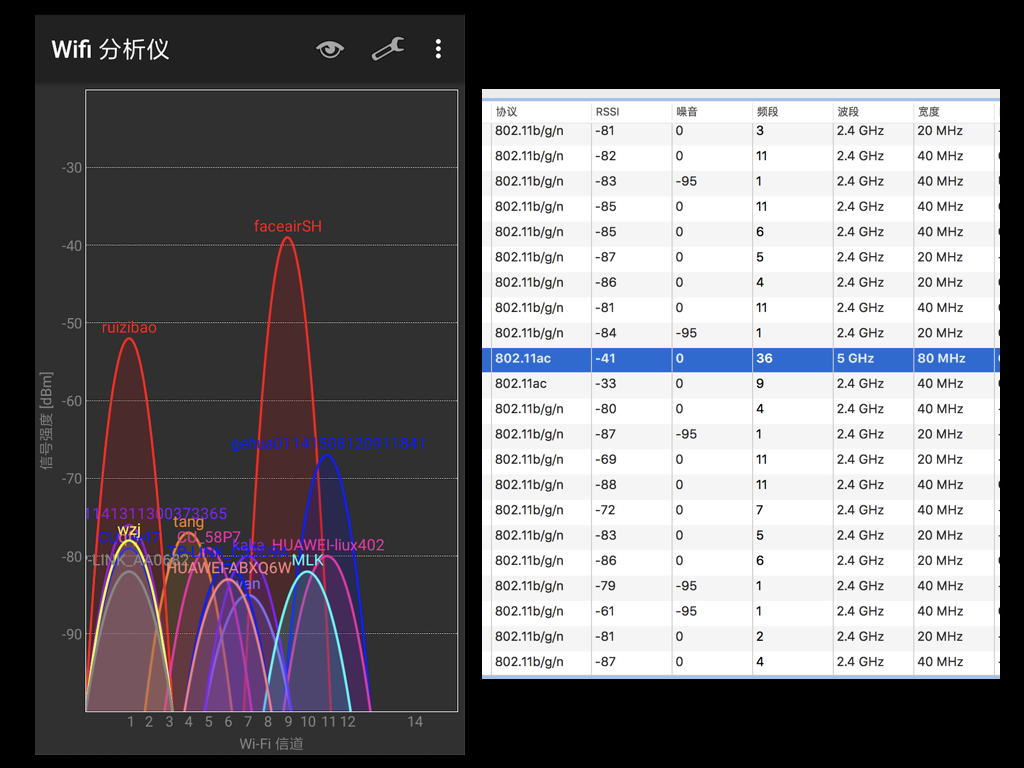 Wifi 分析仪
-30
-40
-50
-60
-70
-80
-90
信号强度 [dBm]
faceairSH
ruizibao
gehua01141508120911841
1141311300373365
tang
wzj
CU_58P7
HUAWEI-liux402
-LINK_AA0682
HUAWEI-ABXQ6W
MLK
1 2 3 4 5 6 7 8 9 10 11 12 14
Wi-Fi 信道
协议 RSSI 噪音 频段 波段 宽度
802.11b/g/n -81 0 3 2.4 GHz 20 MHz
802.11b/g/n -82 0 11 2.4 GHz 40 MHz
802.11b/g/n -83 -95 1 2.4 GHz 40 MHz
802.11b/g/n -85 0 11 2.4 GHz 40 MHz
802.11b/g/n -85 0 6 2.4 GHz 40 MHz
802.11b/g/n -87 0 5 2.4 GHz 20 MHz
802.11b/g/n -86 0 4 2.4 GHz 20 MHz
802.11b/g/n -81 0 11 2.4 GHz 40 MHz
802.11b/g/n -84 -95 1 2.4 GHz 20 MHz
802.11ac -41 0 36 5 GHz 80 MHz
802.11ac -33 0 9 2.4 GHz 40 MHz
802.11b/g/n -80 0 4 2.4 GHz 40 MHz
802.11b/g/n -87 -95 1 2.4 GHz 40 MHz
802.11b/g/n -69 0 11 2.4 GHz 20 MHz
802.11b/g/n -88 0 11 2.4 GHz 40 MHz
802.11b/g/n -72 0 7 2.4 GHz 20 MHz
802.11b/g/n -83 0 5 2.4 GHz 20 MHz
802.11b/g/n -86 0 6 2.4 GHz 20 MHz
802.11b/g/n -79 -95 1 2.4 GHz 40 MHz
802.11b/g/n -61 -95 1 2.4 GHz 40 MHz
802.11b/g/n -81 0 2 2.4 GHz 20 MHz
802.11b/g/n -87 0 4 2.4 GHz 40 MHz